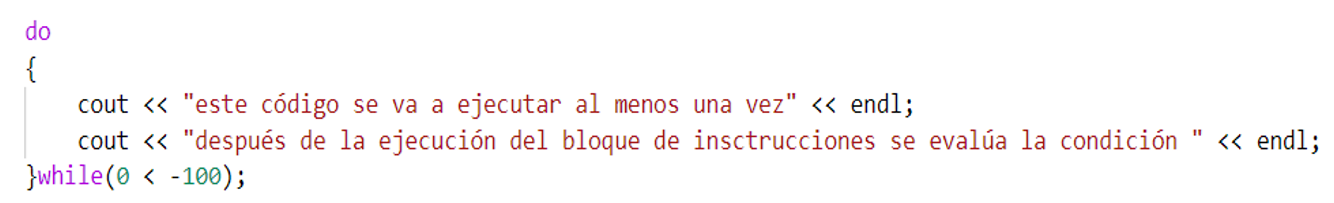 do
{
    cout << "este código se va a ejecutar al menos una vez" << endl;
    cout << "después de la ejecución del bloque de insctrucciones se evalúa la condición " << endl;
}while(0 < -100);